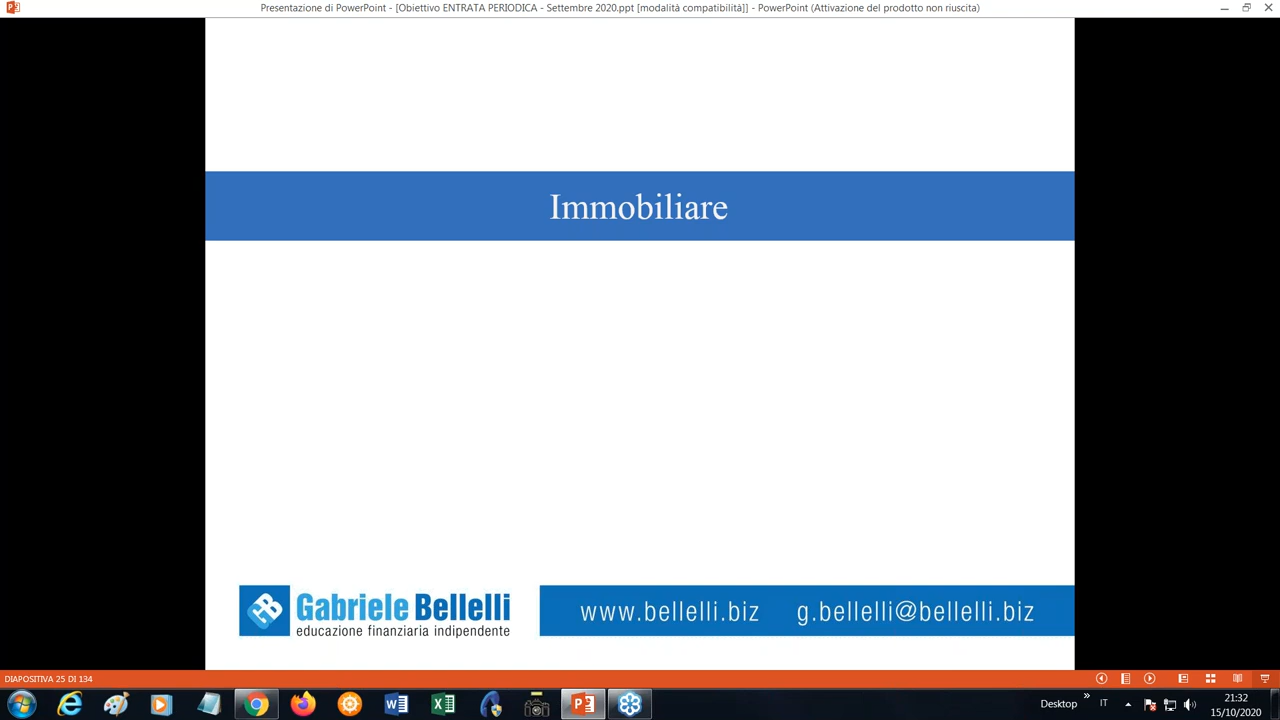 Presentazione di PowerPoint - [Obiettivo ENTRATA PERIODICA - Settembre 2020.ppt [modalità compatibilità]] - PowerPoint (Attivazione del prodotto non riuscita)
Immobiliare
Gabriele Bellelli
educazione finanziaria indipendente
www.bellelli.biz g.bellelli@bellelli.biz
DIAPOSITIVA 25 DI 134
Desktop
IT
21:32
15/10/2020